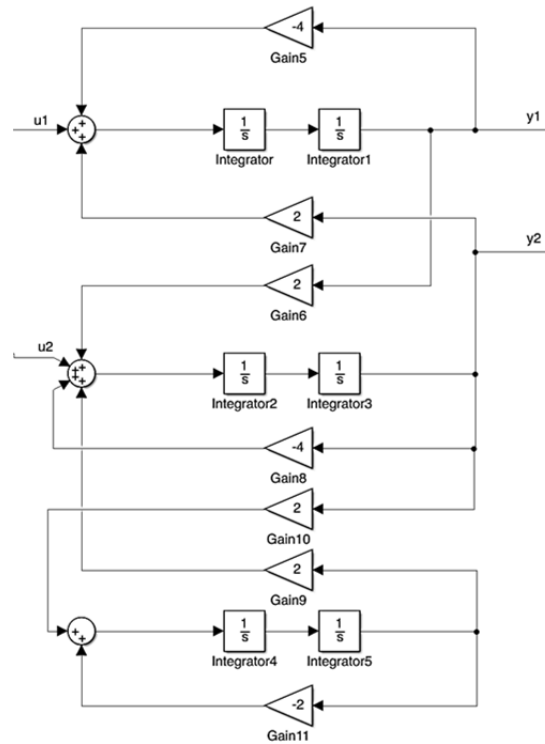 -4
Gain5
u1
+
+
+
1
s
Integrator
1
s
Integrator1
y1
2
Gain7
y2
2
Gain6
u2
+
+
+
+
1
s
Integrator2
1
s
Integrator3
-4
Gain8
2
Gain10
2
Gain9
+
+
1
s
Integrator4
1
s
Integrator5
-2
Gain11